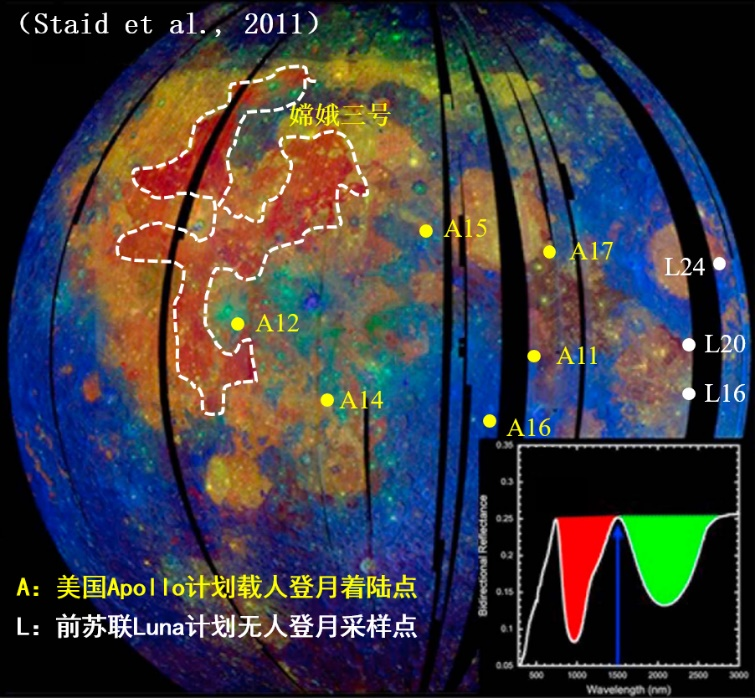 （Staid et al., 2011）
嫦娥三号
A15
A17
L24
A12
L20
A11
L16
A14
A16
0.30
0.25
0.2
0.15
0.1
0.05
Bidirectional Reflectance
500
1000
1500
2000
2500
3000
Wavelength (nm)
A: 美国Apollo计划载人登月着陆点
L: 前苏联Luna计划无人登月采样点